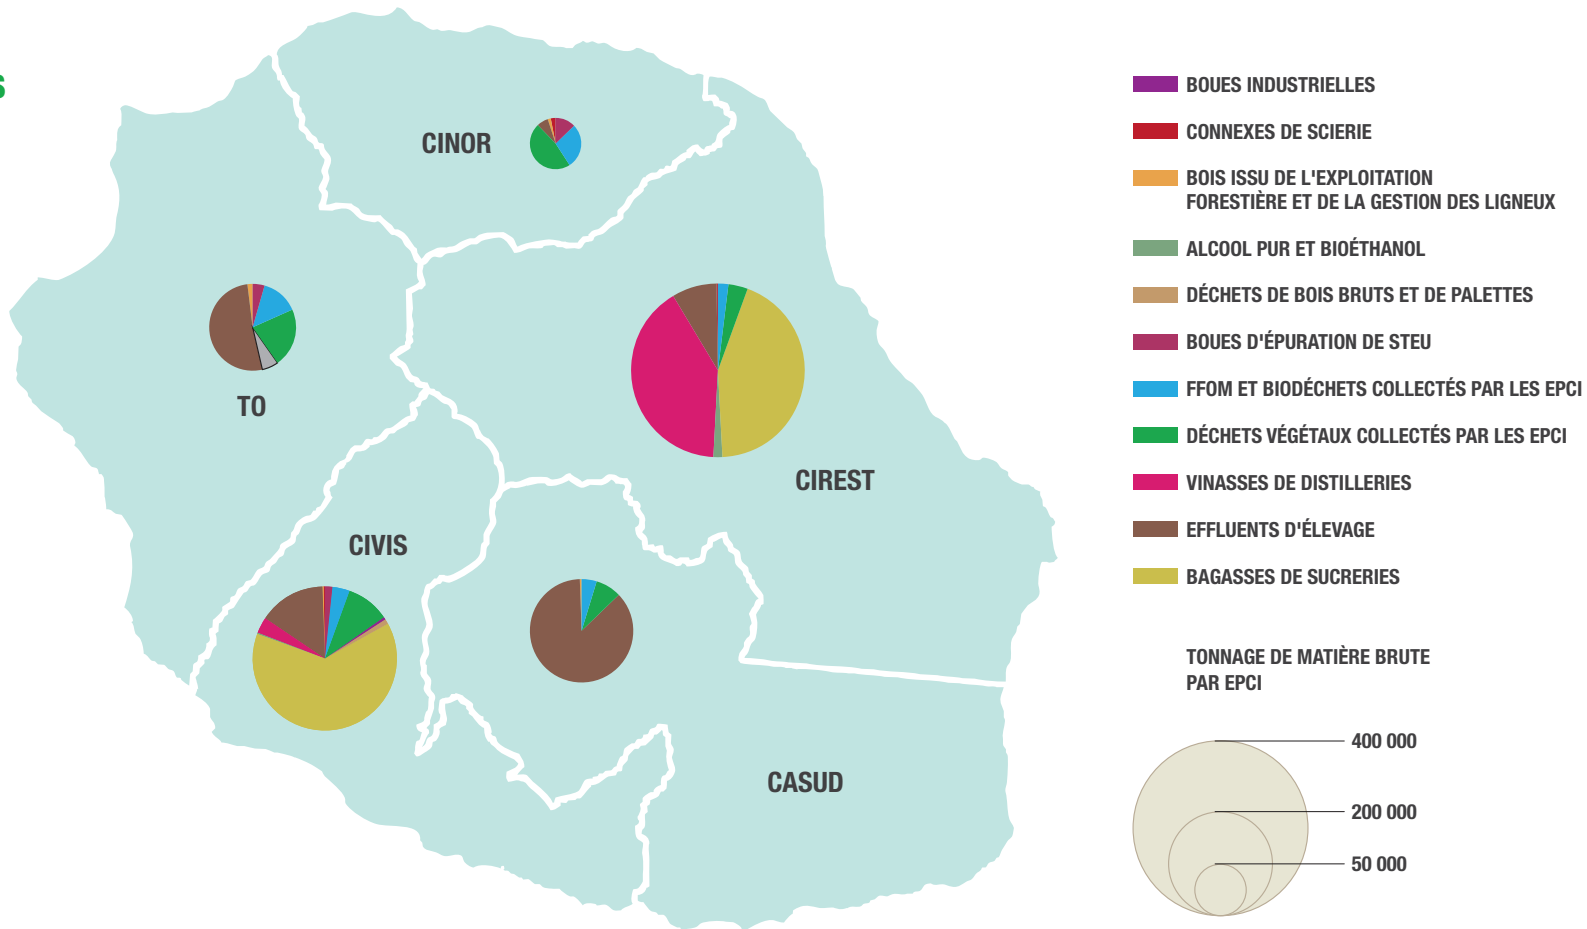 S
CINOR
TO
CIREST
CIVIS
CASUD
BOUES INDUSTRIELLES
CONNEXES DE SCIERIE
BOIS ISSU DE L'EXPLOITATION
FORESTIÈRE ET DE LA GESTION DES LIGNEUX
ALCOOL PUR ET BIOÉTHANOL
DÉCHETS DE BOIS BRUTS ET DE PALETTES
BOUES D'ÉPURATION DE STEU
FFOM ET BIODÉCHETS COLLECTÉS PAR LES EPCI
DÉCHETS VÉGÉTAUX COLLECTÉS PAR LES EPCI
VINASSES DE DISTILLERIES
EFFLUENTS D'ÉLEVAGE
BAGASSES DE SUCRERIES
TONNAGE DE MATIÈRE BRUTE
PAR EPCI
400 000
200 000
50 000